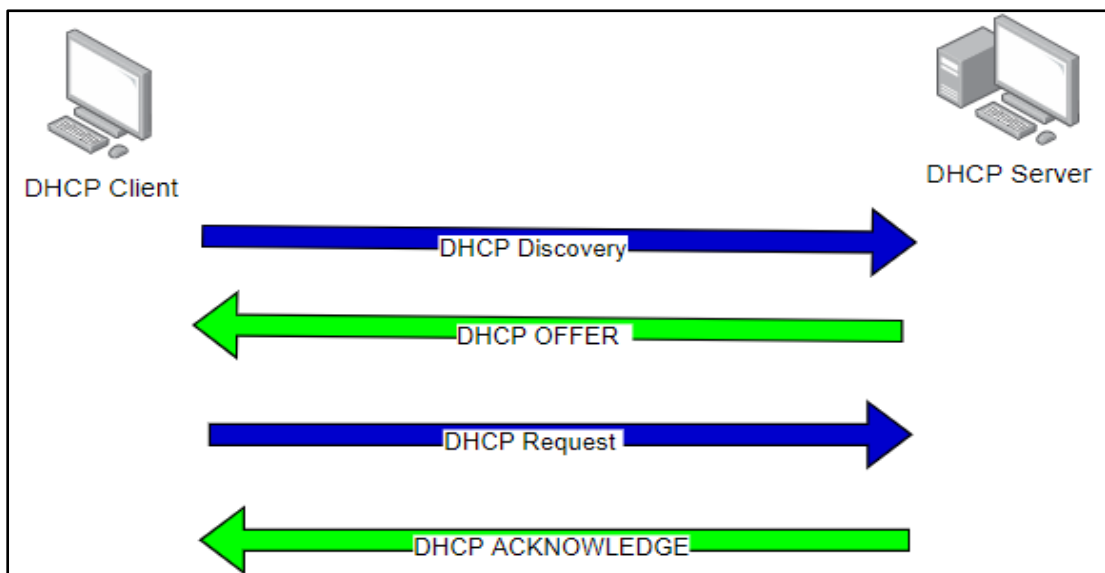 DHCP Client
DHCP Server
DHCP Discovery
DHCP OFFER
DHCP Request
DHCP ACKNOWLEDGE